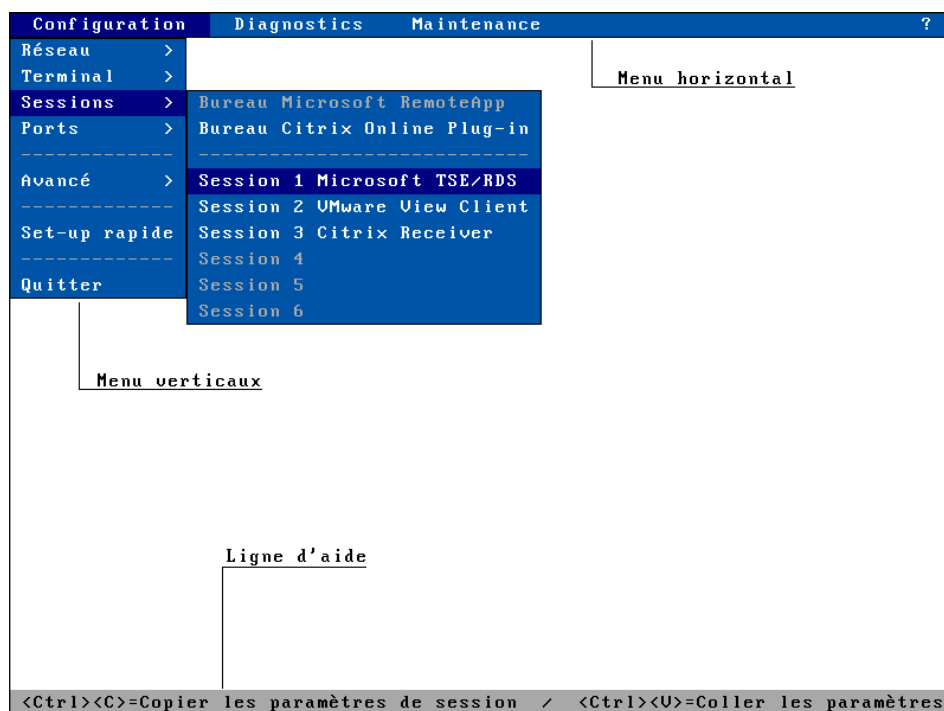 Configuration Diagnostics Maintenance ?
Réseau >
Terminal >
Menu horizontal
Sessions >
Bureau Microsoft RemoteApp
Ports >
Bureau Citrix Online Plug-in
-------------
----------------------------
Avancé >
Session 1 Microsoft TSE/RDS
-------------
Session 2 VMware View Client
Set-up rapide
Session 3 Citrix Receiver
-------------
Session 4
Quitter
Session 5
Session 6
Menu verticaux
Ligne d'aide
<Ctrl><C>=Copier les paramètres de session / <Ctrl><V>=Coller les paramètres